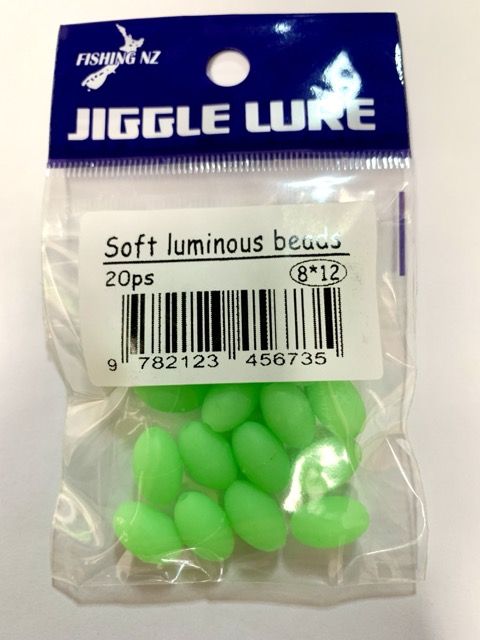 FISHING NZ
JIGGLE LURE
Soft luminous beads
20ps
8*12
9 782123 456735